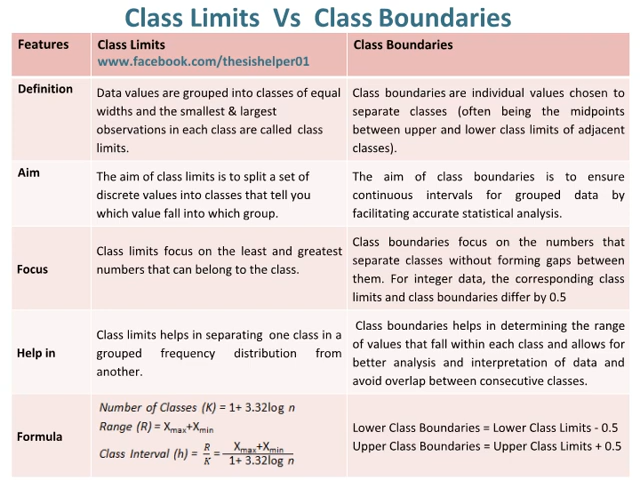 Class Limits Vs Class Boundaries
Features
Class Limits
www.facebook.com/thesishelper01
Class Boundaries
Definition
Data values are grouped into classes of equal
widths and the smallest & largest
observations in each class are called class
limits.
Class boundaries are individual values chosen to
separate classes (often being the midpoints
between upper and lower class limits of adjacent
classes).
Aim
The aim of class limits is to split a set of
discrete values into classes that tell you
which value fall into which group.
The aim of class boundaries is to ensure
continuous intervals for grouped data by
facilitating accurate statistical analysis.
Focus
Class limits focus on the least and greatest
numbers that can belong to the class.
Class boundaries focus on the numbers that
separate classes without forming gaps between
them. For integer data, the corresponding class
limits and class boundaries differ by 0.5
Help in
Class limits helps in separating one class in a
grouped frequency distribution from
another.
Class boundaries helps in determining the range
of values that fall within each class and allows for
better analysis and interpretation of data and
avoid overlap between consecutive classes.
Formula
Number of Classes (K) = 1+ 3.32log n
Range (R) = Xmax+Xmin
Class Interval (h) = R/K = Xmax+Xmin / 1+ 3.32log n
Lower Class Boundaries = Lower Class Limits - 0.5
Upper Class Boundaries = Upper Class Limits + 0.5